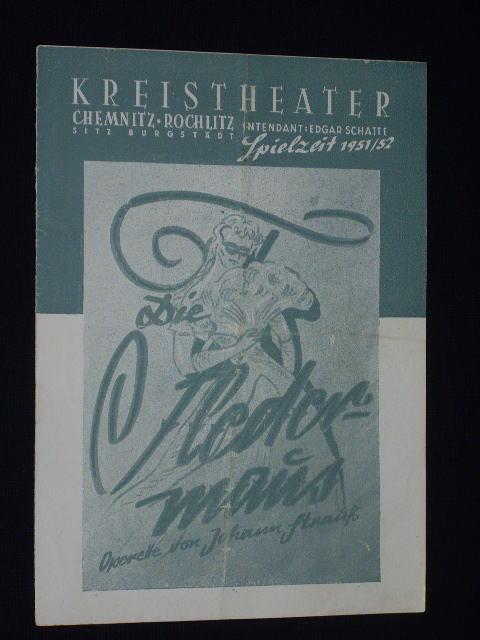 KREISTHEATER
CHEMNITZ·ROCHLITZ INTENDANT: EDGAR SCHATTE
SITZ BURGSTÄDT Spielzeit 1951/52
Die
Fleder-
maus
Operette von Johann Strauß